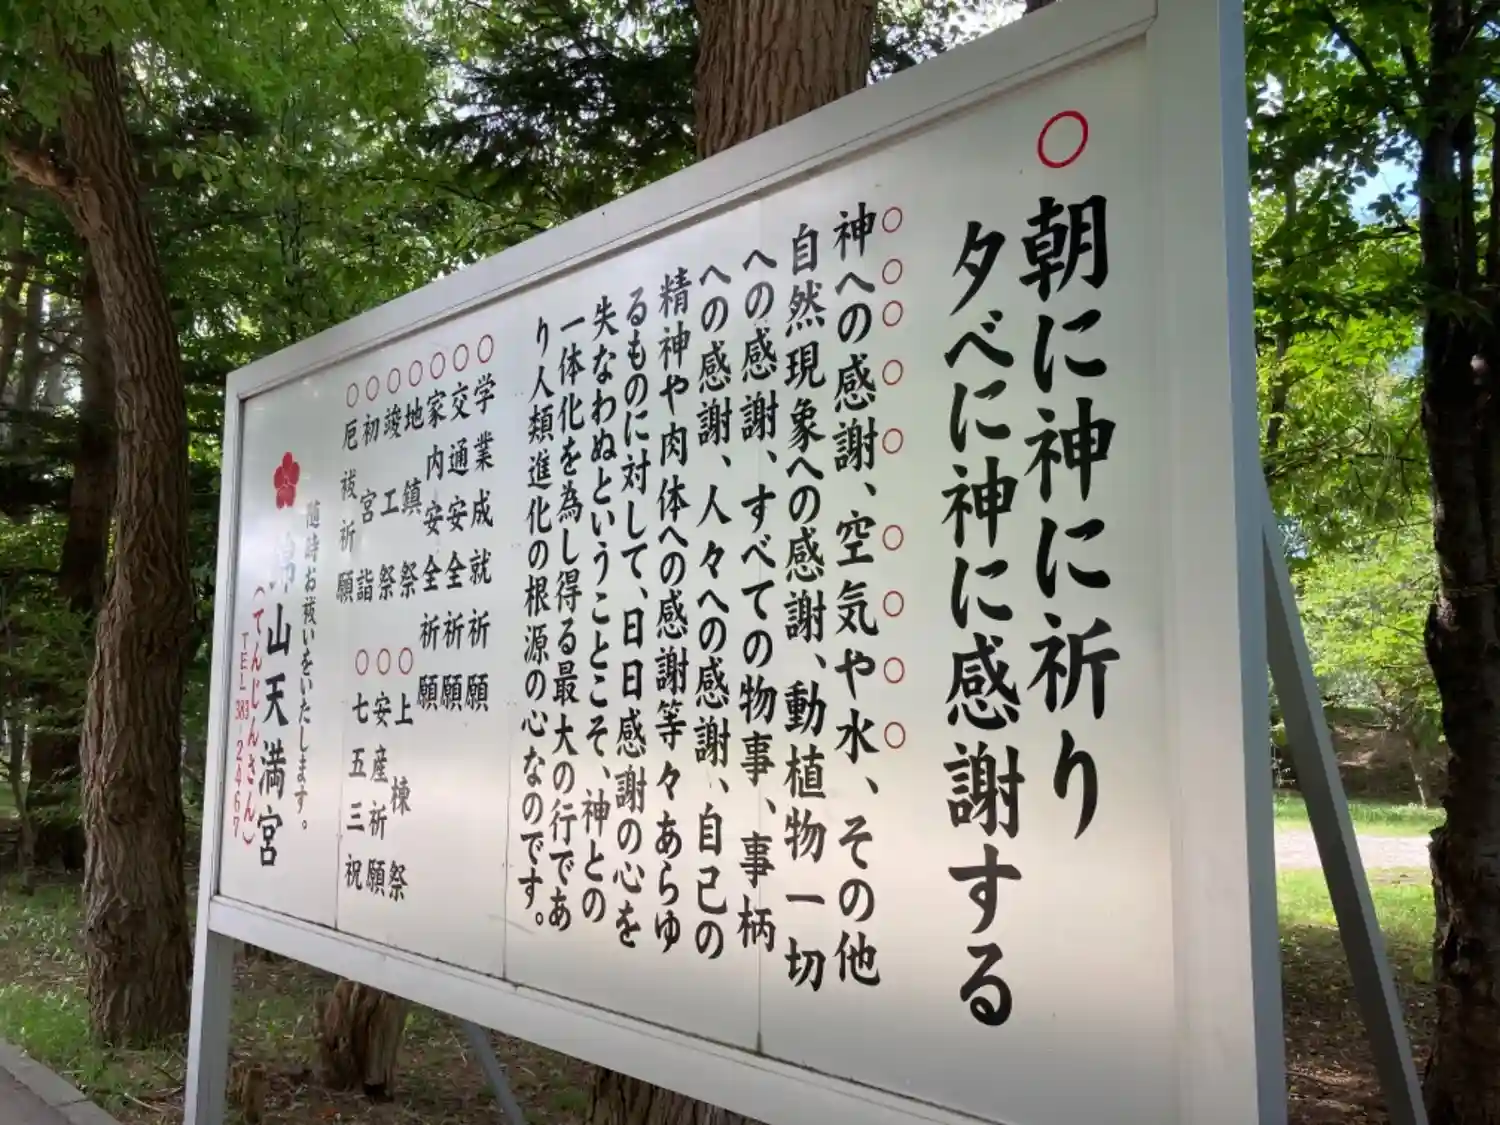 ○ 朝に神に祈り
夕べに神に感謝する
○○○○○○○○○
神への感謝、空気や水、その他
自然現象への感謝、動植物一切
への感謝、すべての物事、事柄
への感謝、人々への感謝、自己の
精神や肉体への感謝等々あらゆ
るものに対して、日日感謝の心を
失なわぬということこそ、神との
一体化を為し得る最大の行であ
り人類進化の根源の心なのです。
○学業成就祈願
○交通安全祈願
○家内安全祈願
○地鎮祭 ○上棟祭
○竣工祭 ○安産祈願
○初宮詣 ○七五三祝
○厄祓祈願
随時お祓いをいたします。
山天満宮
(てんじんさん)
TEL 383-2467